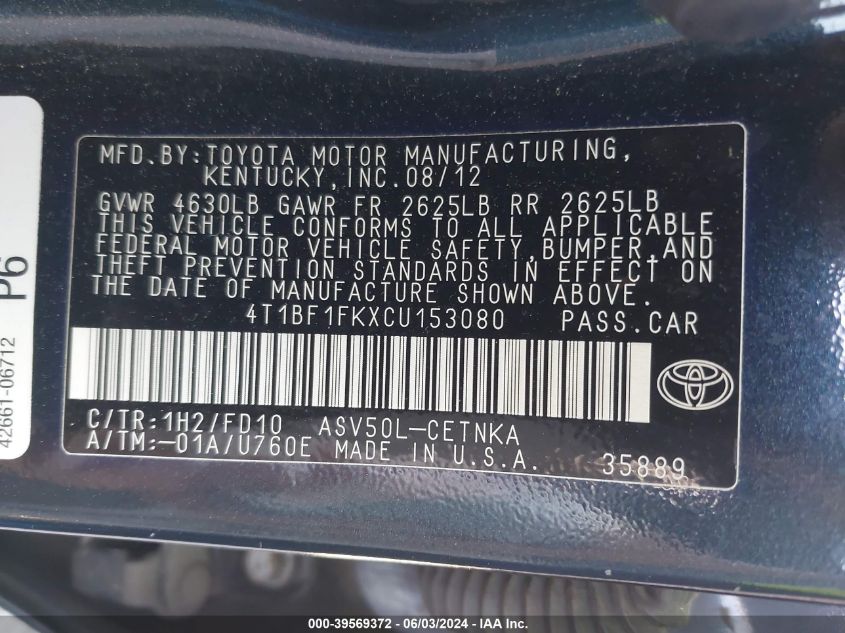 MFD.BY:TOYOTA MOTOR MANUFACTURING,
KENTUCKY,INC.08/12
GVWR 4630LB GAWR FR 2625LB RR 2625LB
THIS VEHICLE CONFORMS TO ALL APPLICABLE
FEDERAL MOTOR VEHICLE SAFETY,BUMPER,AND
THEFT PREVENTION STANDARDS IN EFFECT ON
THE DATE OF MANUFACTURE SHOWN ABOVE.
4T1BF1FKXCU153080 PASS.CAR
C/TR:1H2/FD10 ASV50L-CETNKA
A/TM:-01A/U760E MADE IN U.S.A. 35889
P6
42661-06712
000-39569372 / 06/03/2024 - IAA Inc.